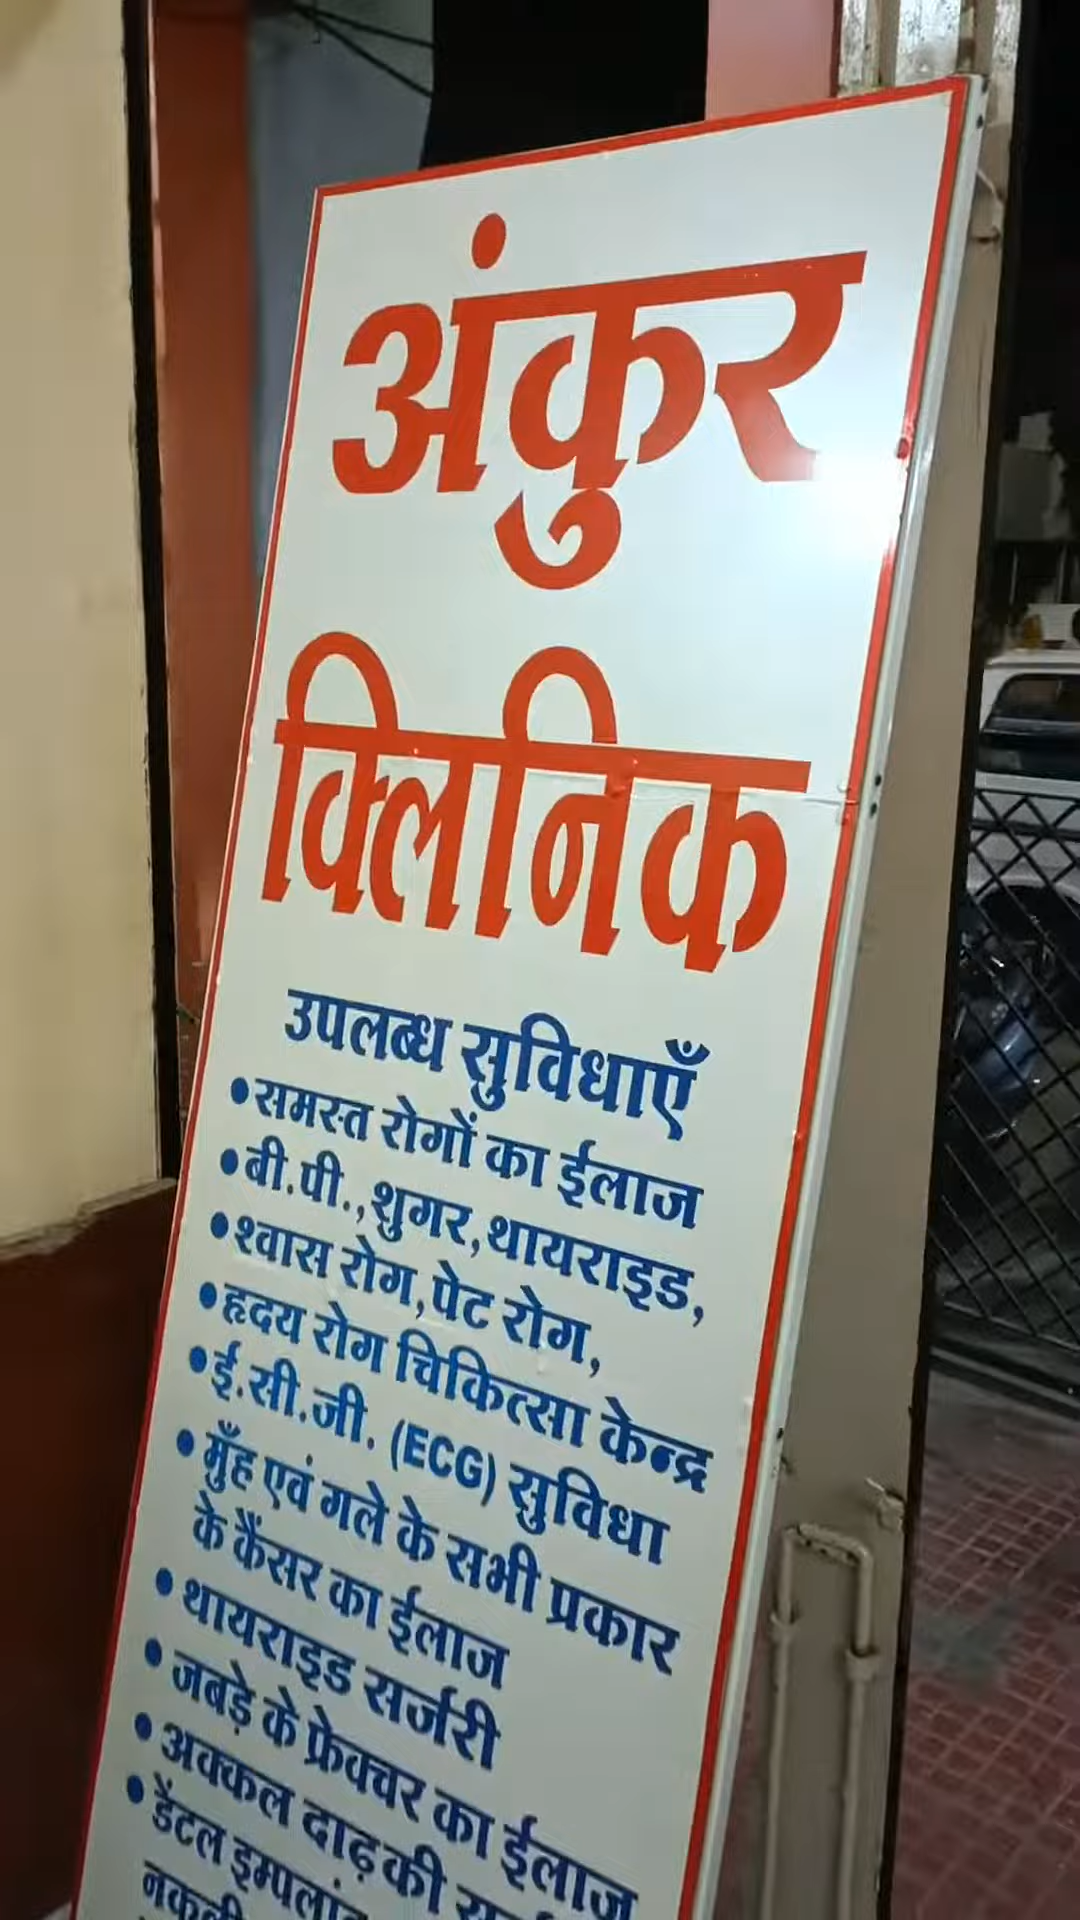 अंकुर
क्लिनिक
उपलब्ध सुविधाएँ
•समस्त रोगों का ईलाज
•बी.पी.,शुगर,थायराइड,
•श्वास रोग,पेट रोग,
•हृदय रोग चिकित्सा केन्द्र
•ई.सी.जी. (ECG) सुविधा
•मुँह एवं गले के सभी प्रकार
के कैंसर का ईलाज
•थायराइड सर्जरी
•जबड़े के फ्रेक्चर का ईलाज
•अक्कल दाढ़ की
•डेंटल